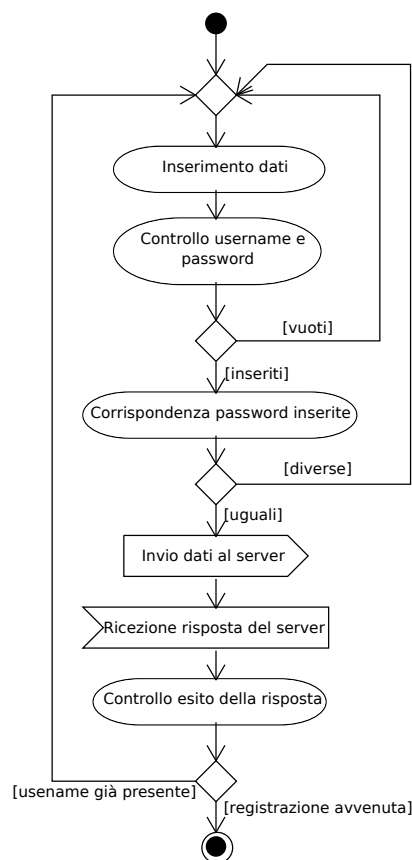 Inserimento dati
Controllo username e
password
[vuoti]
[inseriti]
Corrispondenza password inserite
[diverse]
[uguali]
Invio dati al server
Ricezione risposta del server
Controllo esito della risposta
[usename già presente]
[registrazione avvenuta]